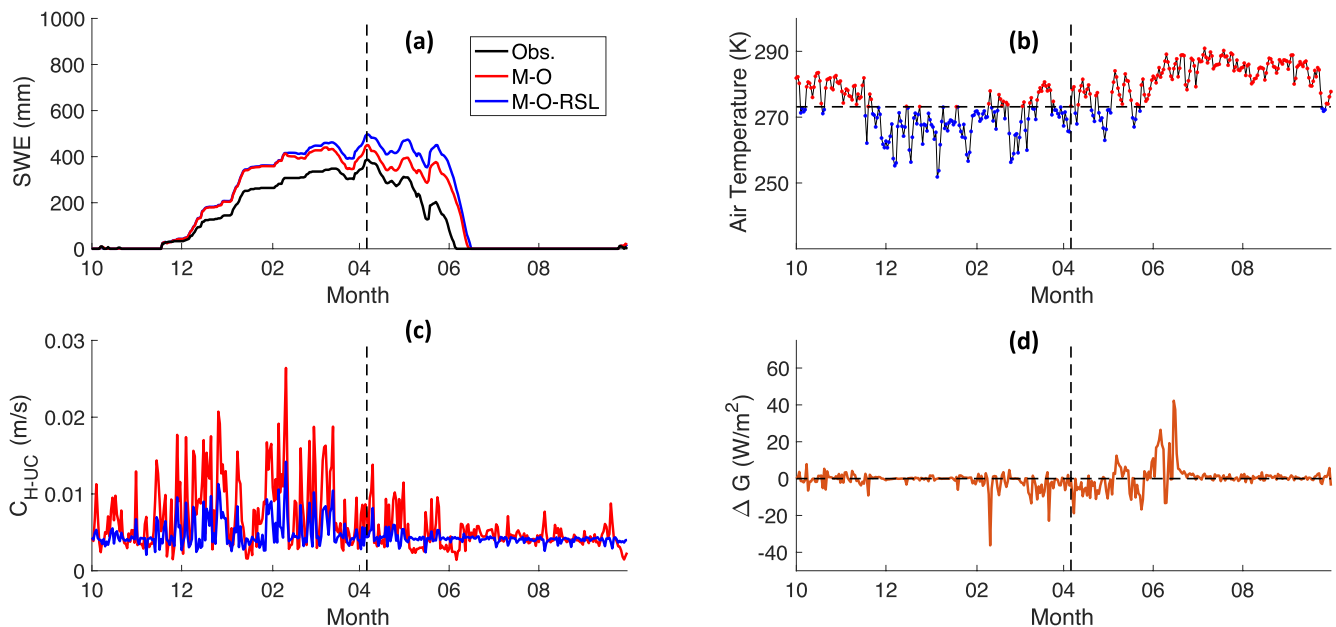 (a)
1000
800
600
400
200
0
SWE (mm)
Obs.
M-O
M-O-RSL
10 12 02 04 06 08
Month
(b)
290
270
250
Air Temperature (K)
10 12 02 04 06 08
Month
(c)
0.03
0.02
0.01
0
C_H-UC (m/s)
10 12 02 04 06 08
Month
(d)
60
40
20
0
-20
-40
Δ G (W/m²)
10 12 02 04 06 08
Month